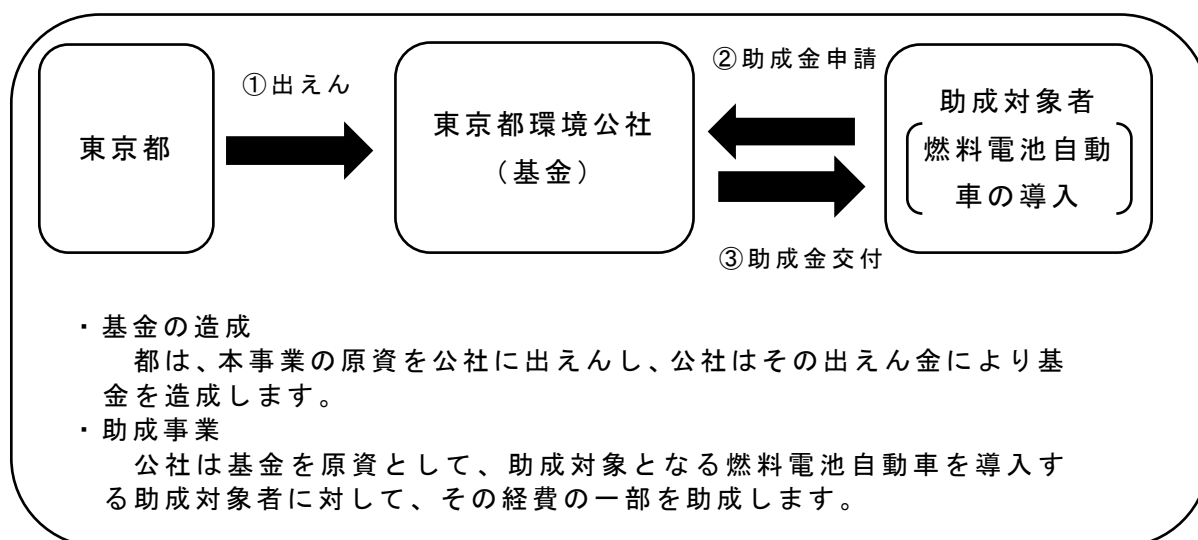 東京都
①出えん
東京都環境公社
（基金）
②助成金申請
③助成金交付
助成対象者
燃料電池自動
車の導入
・基金の造成
都は、本事業の原資を公社に出えんし、公社はその出えん金により基
金を造成します。
・助成事業
公社は基金を原資として、助成対象となる燃料電池自動車を導入す
る助成対象者に対して、その経費の一部を助成します。